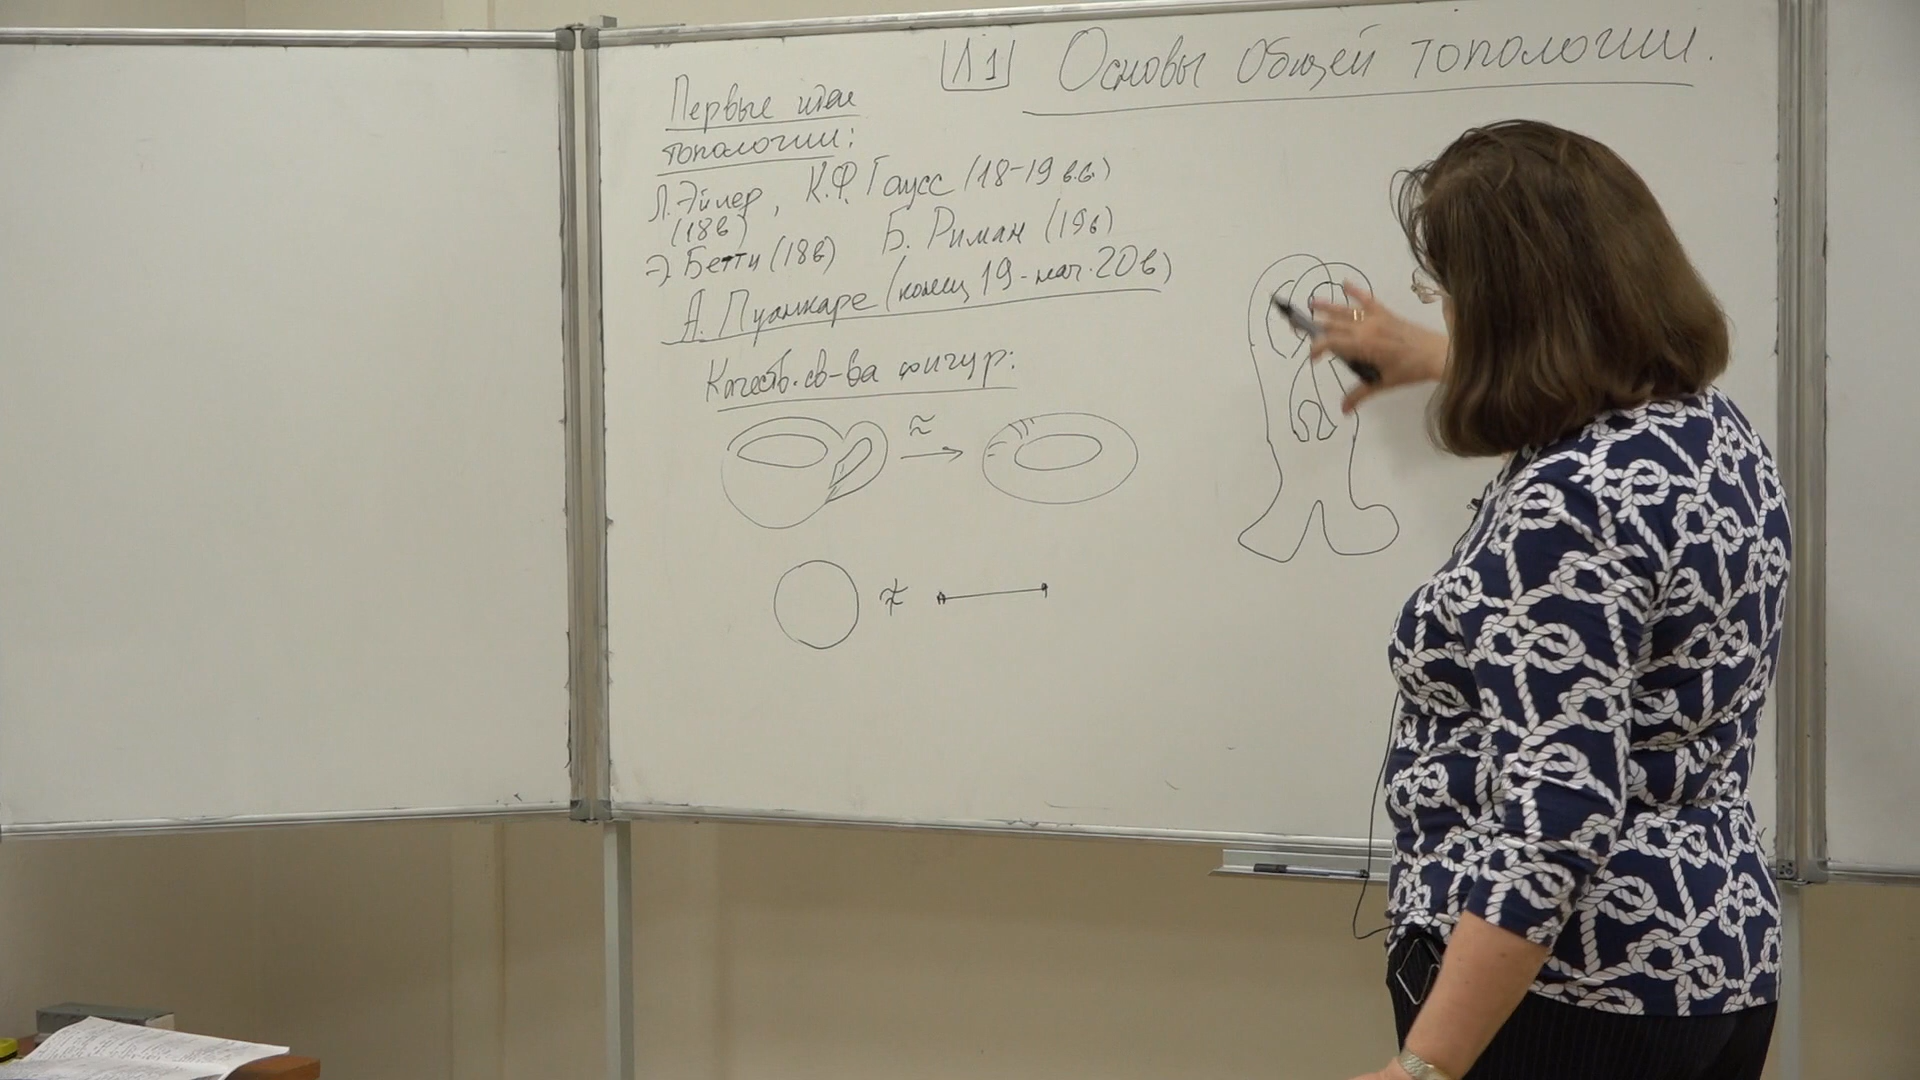 Л1 Основы общей топологии.
Первые идеи
топологии:
Л. Эйлер, К.Ф. Гаусс (18-19 в.в.)
(18в)
Э Бетти (18в) Б. Риман (19в)
А. Пуанкаре (конец 19-нач. 20в)
Качеств. св-ва фигур:
≈
≉